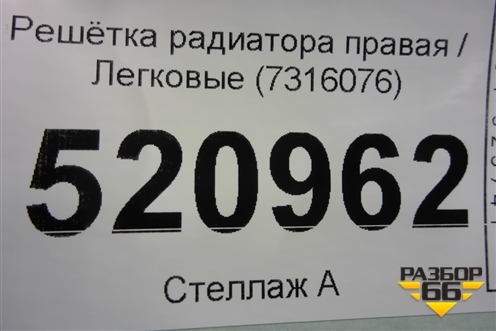 Решётка радиатора правая /
Легковые (7316076)
520962
Стеллаж А
РАЗБОР
66